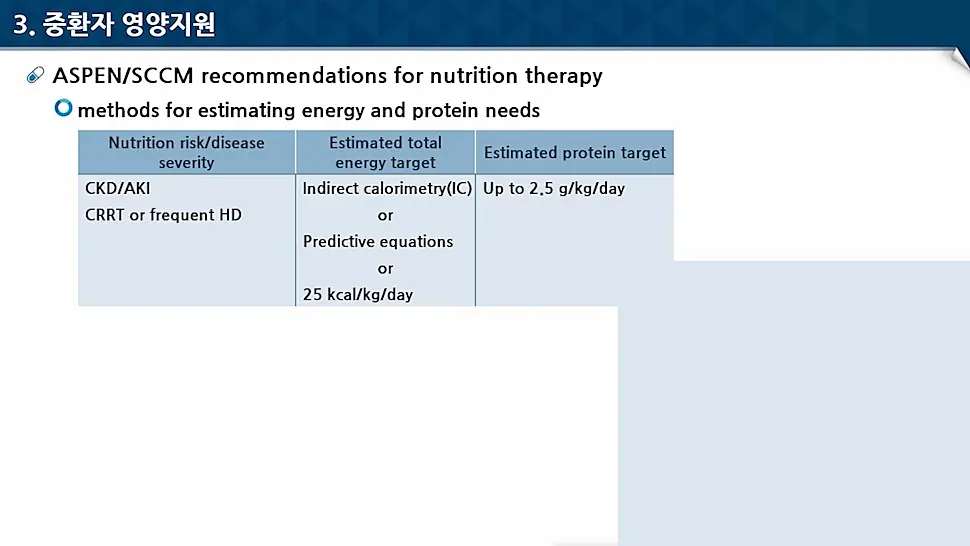 3. 중환자 영양지원
ASPEN/SCCM recommendations for nutrition therapy
methods for estimating energy and protein needs
Nutrition risk/disease
severity
Estimated total
energy target
Estimated protein target
CKD/AKI
CRRT or frequent HD
Indirect calorimetry(IC)
or
Predictive equations
or
25 kcal/kg/day
Up to 2.5 g/kg/day